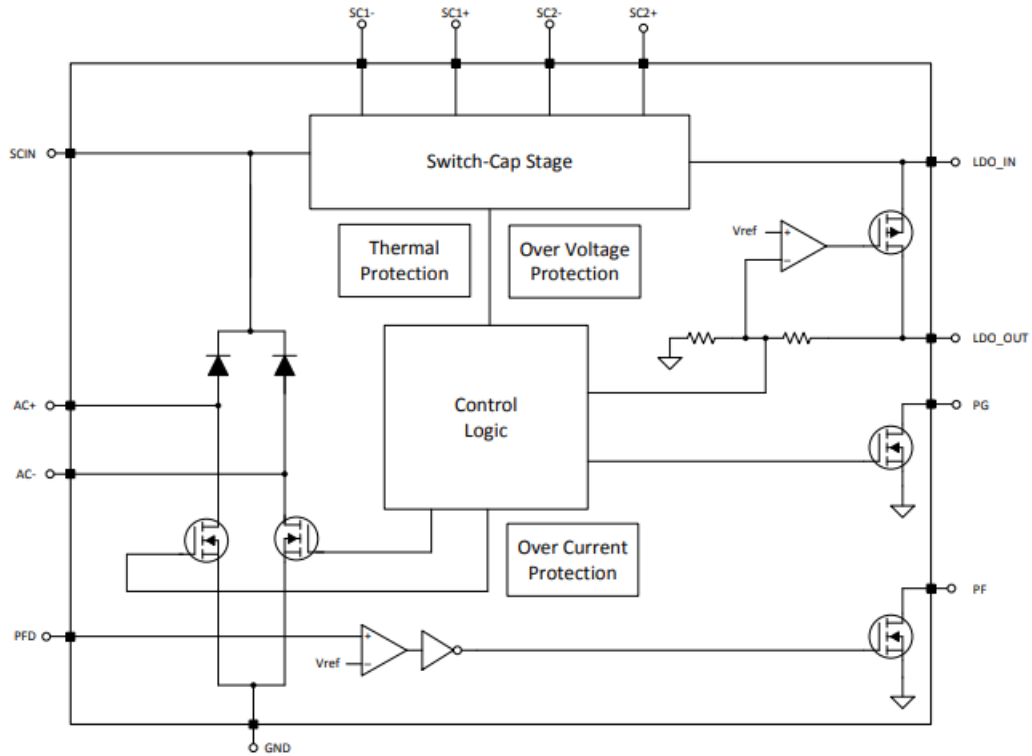 SC1-
SC1+
SC2-
SC2+
SCIN
Switch-Cap Stage
LDO_IN
Thermal
Protection
Over Voltage
Protection
Vref
+
-
LDO_OUT
AC+
Control
Logic
PG
AC-
Over Current
Protection
PF
PFD
+
Vref
-
GND